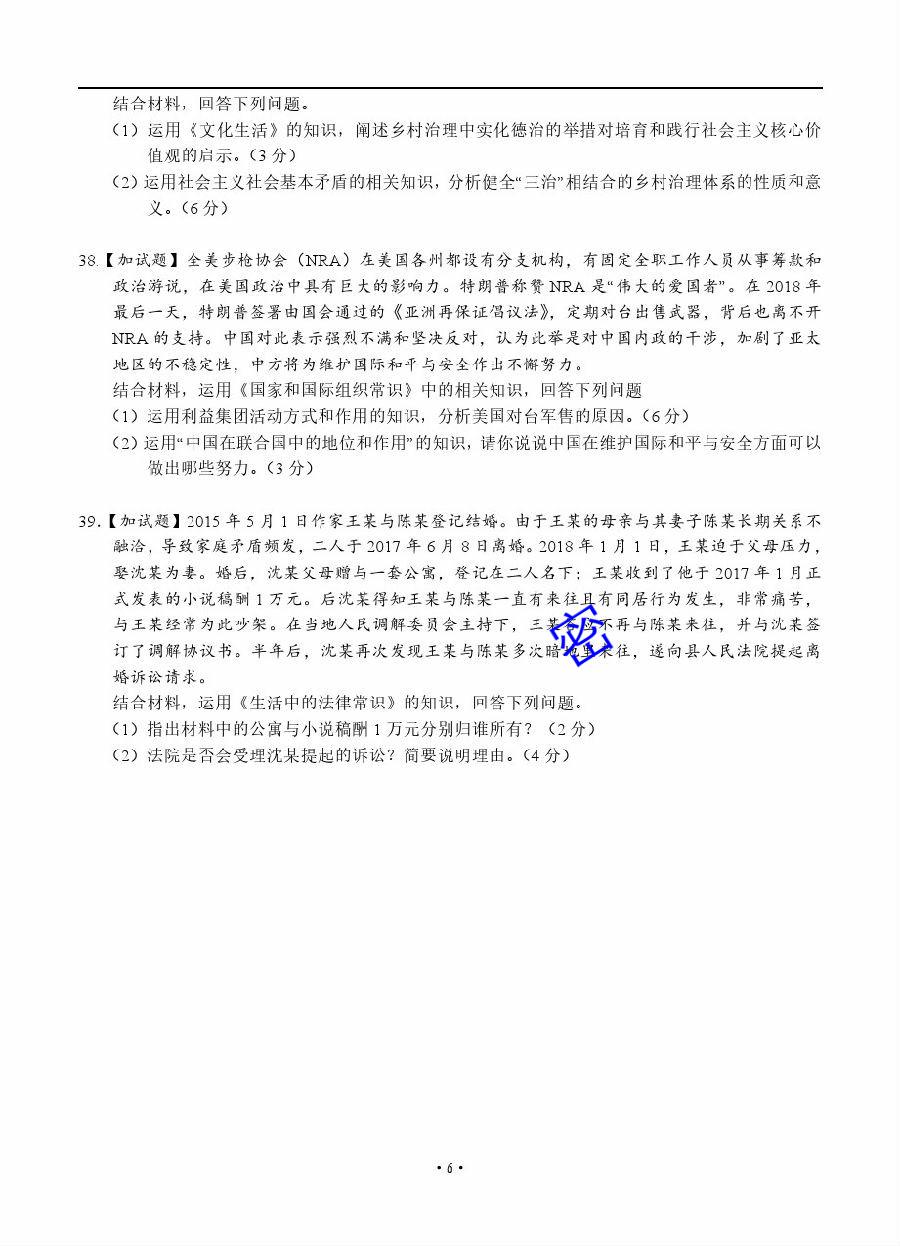 结合材料，回答下列问题。
（1）运用《文化生活》的知识，阐述乡村治理中实化德治的举措对培育和践行社会主义核心价
值观的启示。（3 分）
（2）运用社会主义社会基本矛盾的相关知识，分析健全“三治”相结合的乡村治理体系的性质和意
义。（6 分）
38.【加试题】全美步枪协会（NRA）在美国各州都设有分支机构，有固定全职工作人员从事筹款和
政治游说，在美国政治中具有巨大的影响力。特朗普称赞 NRA 是“伟大的爱国者”。在 2018 年
最后一天，特朗普签署由国会通过的《亚洲再保证倡议法》，定期对台出售武器，背后也离不开
NRA 的支持。中国对此表示强烈不满和坚决反对，认为此举是对中国内政的干涉，加剧了亚太
地区的不稳定性，中方将为维护国际和平与安全作出不懈努力。
结合材料，运用《国家和国际组织常识》中的相关知识，回答下列问题
（1）运用利益集团活动方式和作用的知识，分析美国对台军售的原因。（6 分）
（2）运用“中国在联合国中的地位和作用”的知识，请你说说中国在维护国际和平与安全方面可以
做出哪些努力。（3 分）
39.【加试题】2015 年 5 月 1 日作家王某与陈某登记结婚。由于王某的母亲与其妻子陈某长期关系不
融洽，导致家庭矛盾频发，二人于 2017 年 6 月 8 日离婚。2018 年 1 月 1 日，王某迫于父母压力，
娶沈某为妻。婚后，沈某父母赠与一套公寓，登记在二人名下；王某收到了他于 2017 年 1 月正
式发表的小说稿酬 1 万元。后沈某得知王某与陈某一直有来往且有同居行为发生，非常痛苦，
与王某经常为此吵架。在当地人民调解委员会主持下，王某答应不再与陈某来往，并与沈某签
订了调解协议书。半年后，沈某再次发现王某与陈某多次暗地里来往，遂向县人民法院提起离
婚诉讼请求。
结合材料，运用《生活中的法律常识》的知识，回答下列问题。
（1）指出材料中的公寓与小说稿酬 1 万元分别归谁所有？（2 分）
（2）法院是否会受理沈某提起的诉讼？简要说明理由。（4 分）
密
• 6 •